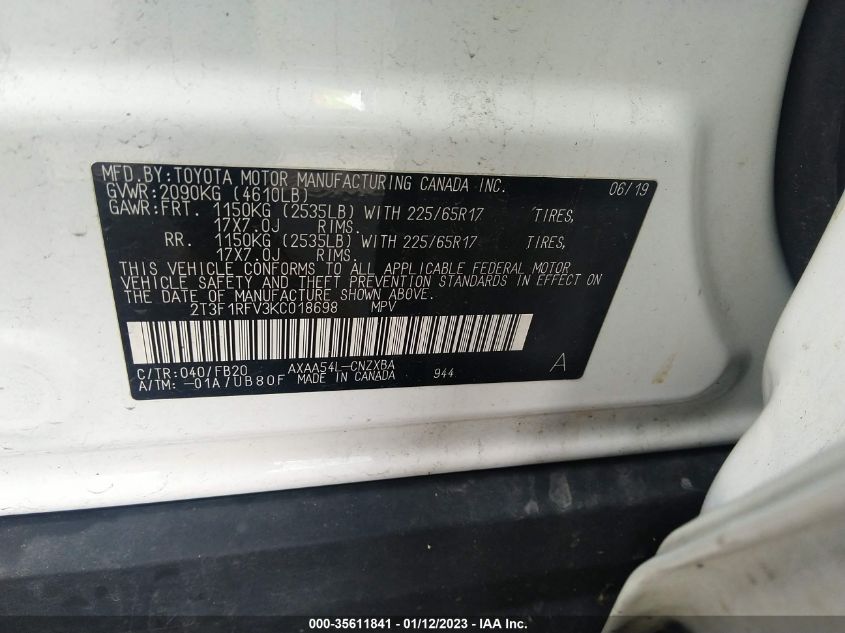 MFD.BY:TOYOTA MOTOR MANUFACTURING CANADA INC. 06/19
GVWR:2090KG (4610LB)
GAWR:FRT. 1150KG (2535LB) WITH 225/65R17 TIRES,
17X7.0J RIMS.
RR. 1150KG (2535LB) WITH 225/65R17 TIRES,
17X7.0J RIMS.
THIS VEHICLE CONFORMS TO ALL APPLICABLE FEDERAL MOTOR
VEHICLE SAFETY AND THEFT PREVENTION STANDARDS IN EFFECT ON
THE DATE OF MANUFACTURE SHOWN ABOVE.
2T3F1RFV3KC018698 MPV
C/TR:040/FB20 AXAA54L-CNZXBA A
A/TM: -01A/UB80F MADE IN CANADA 944
000-35611841 / 01/12/2023 - IAA Inc.